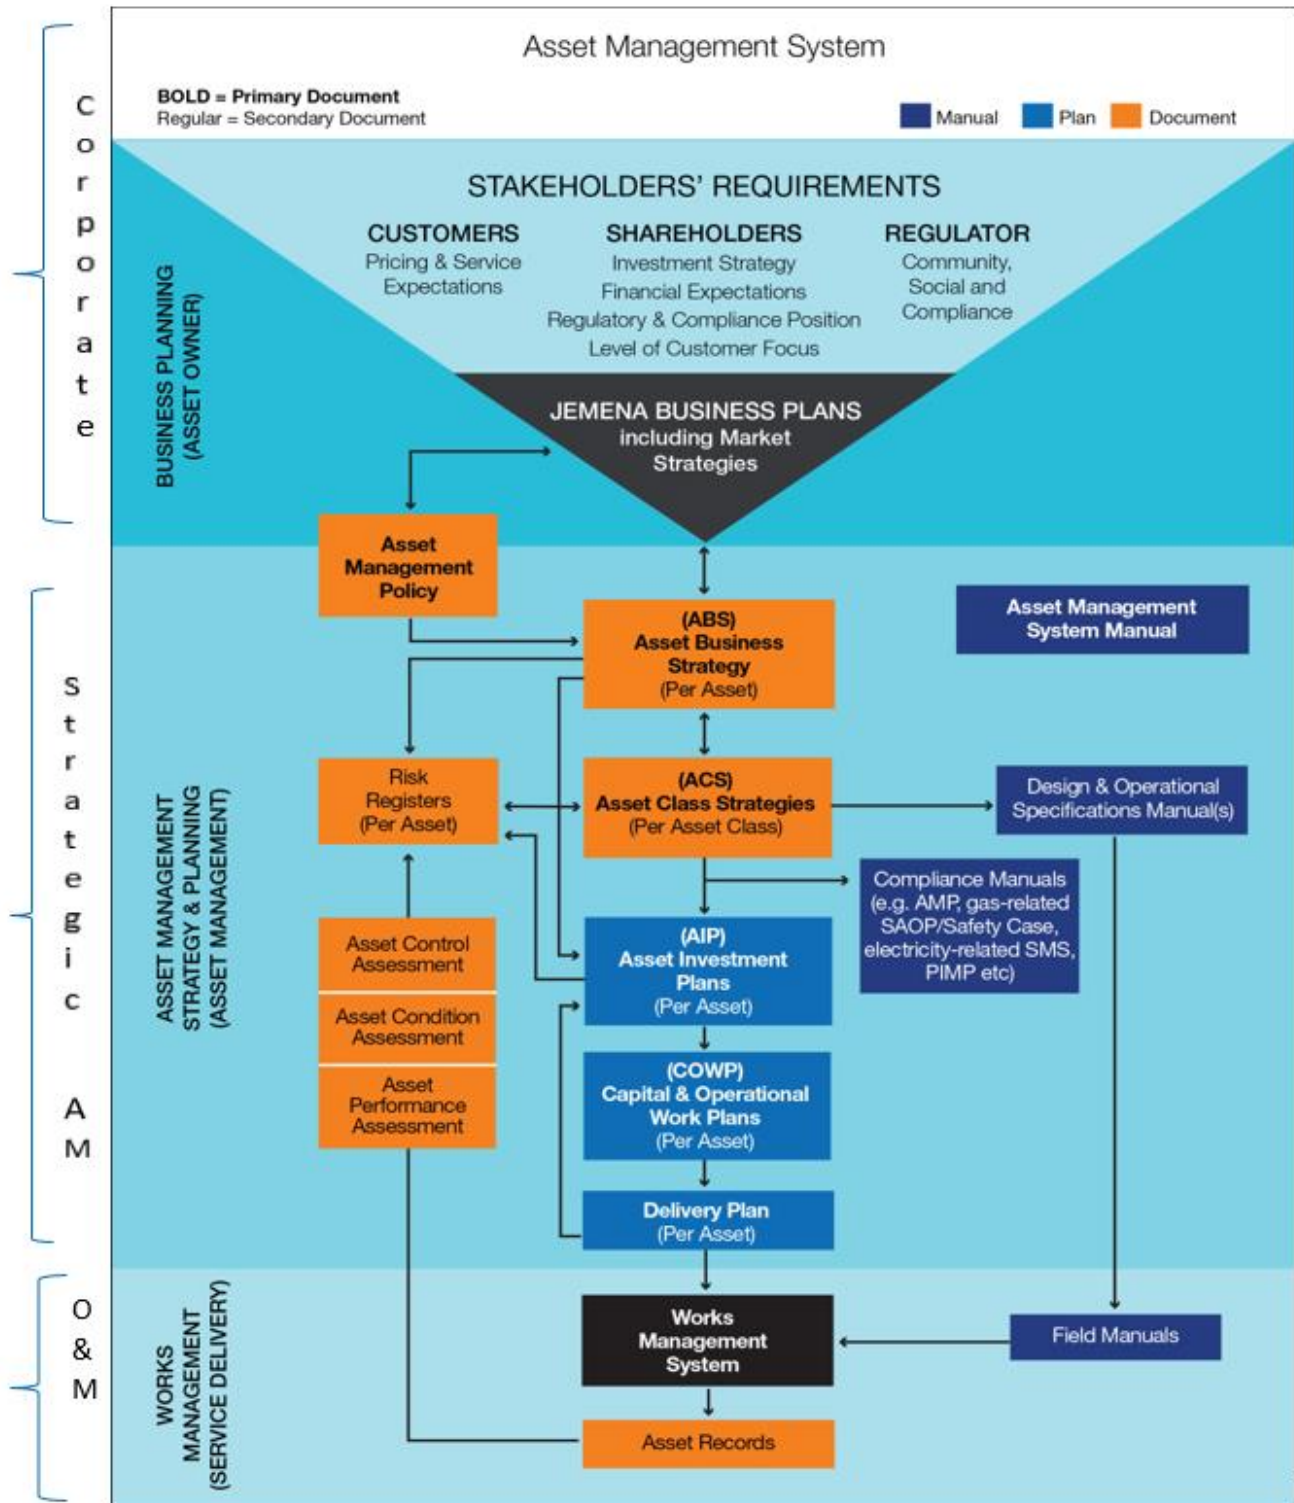 Asset Management System
BOLD = Primary Document
Regular = Secondary Document
Manual
Plan
Document
Corporate
BUSINESS PLANNING
(ASSET OWNER)
STAKEHOLDERS’ REQUIREMENTS
CUSTOMERS
Pricing & Service
Expectations
SHAREHOLDERS
Investment Strategy
Financial Expectations
Regulatory & Compliance Position
Level of Customer Focus
REGULATOR
Community,
Social and
Compliance
JEMENA BUSINESS PLANS
including Market
Strategies
Strategic AM
ASSET MANAGEMENT
STRATEGY & PLANNING
(ASSET MANAGEMENT)
Asset
Management
Policy
(ABS)
Asset Business
Strategy
(Per Asset)
Asset Management
System Manual
Risk
Registers
(Per Asset)
(ACS)
Asset Class Strategies
(Per Asset Class)
Design & Operational
Specifications Manual(s)
Compliance Manuals
(e.g. AMP, gas-related
SAOP/Safety Case,
electricity-related SMS,
PIMP etc)
Asset Control
Assessment
Asset Condition
Assessment
Asset
Performance
Assessment
(AIP)
Asset Investment
Plans
(Per Asset)
(COWP)
Capital & Operational
Work Plans
(Per Asset)
Delivery Plan
(Per Asset)
O&M
WORKS
MANAGEMENT
(SERVICE DELIVERY)
Works
Management
System
Field Manuals
Asset Records